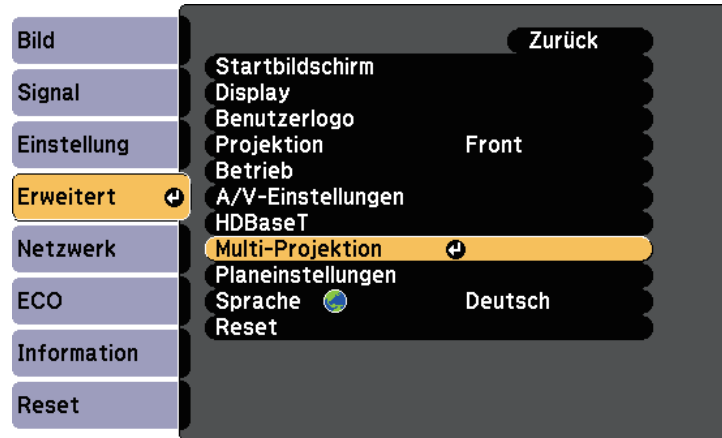 Bild
Signal
Einstellung
Erweitert
Netzwerk
ECO
Information
Reset
Zurück
Startbildschirm
Display
Benutzerlogo
Projektion Front
Betrieb
A/V-Einstellungen
HDBaseT
Multi-Projektion
Planeinstellungen
Sprache Deutsch
Reset